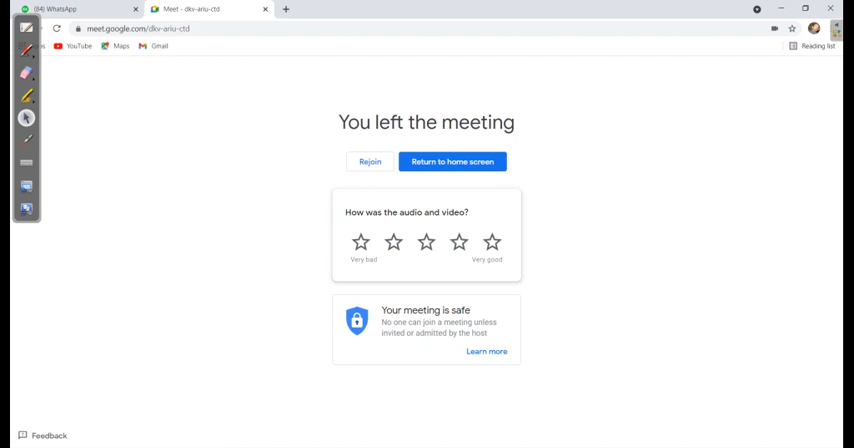 (84) WhatsApp
Meet - dkv-ariu-ctd
meet.google.com/dkv-ariu-ctd
YouTube
Maps
Gmail
Reading list
You left the meeting
Rejoin
Return to home screen
How was the audio and video?
Very bad
Very good
Your meeting is safe
No one can join a meeting unless
invited or admitted by the host
Learn more
Feedback